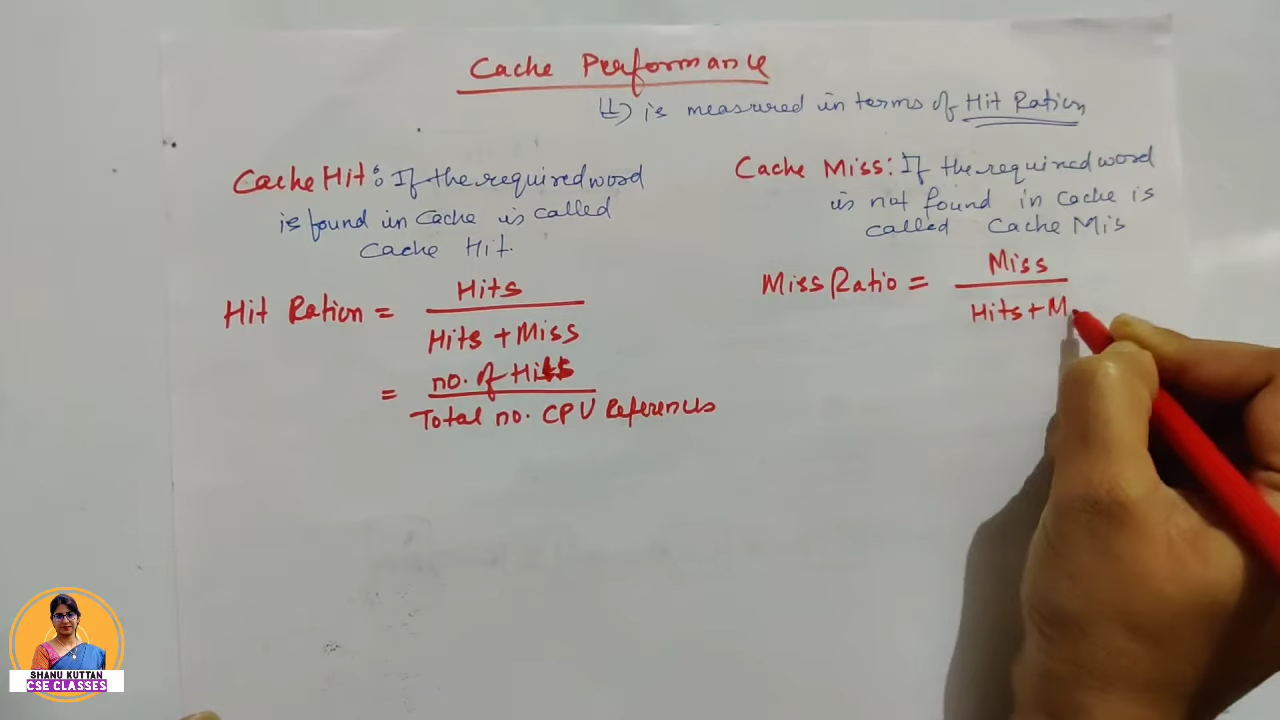 Cache Performance
is measured in terms of Hit Ration
Cache Hit: If the required word
is found in Cache is called
Cache Hit.
Hit Ration = Hits
Hits + Miss
= no. of Hits
Total no. CPU References
Cache Miss: If the required word
is not found in Cache is
called Cache Mis
Miss Ratio = Miss
Hits + M
SHANU KUTTAN
CSE CLASSES